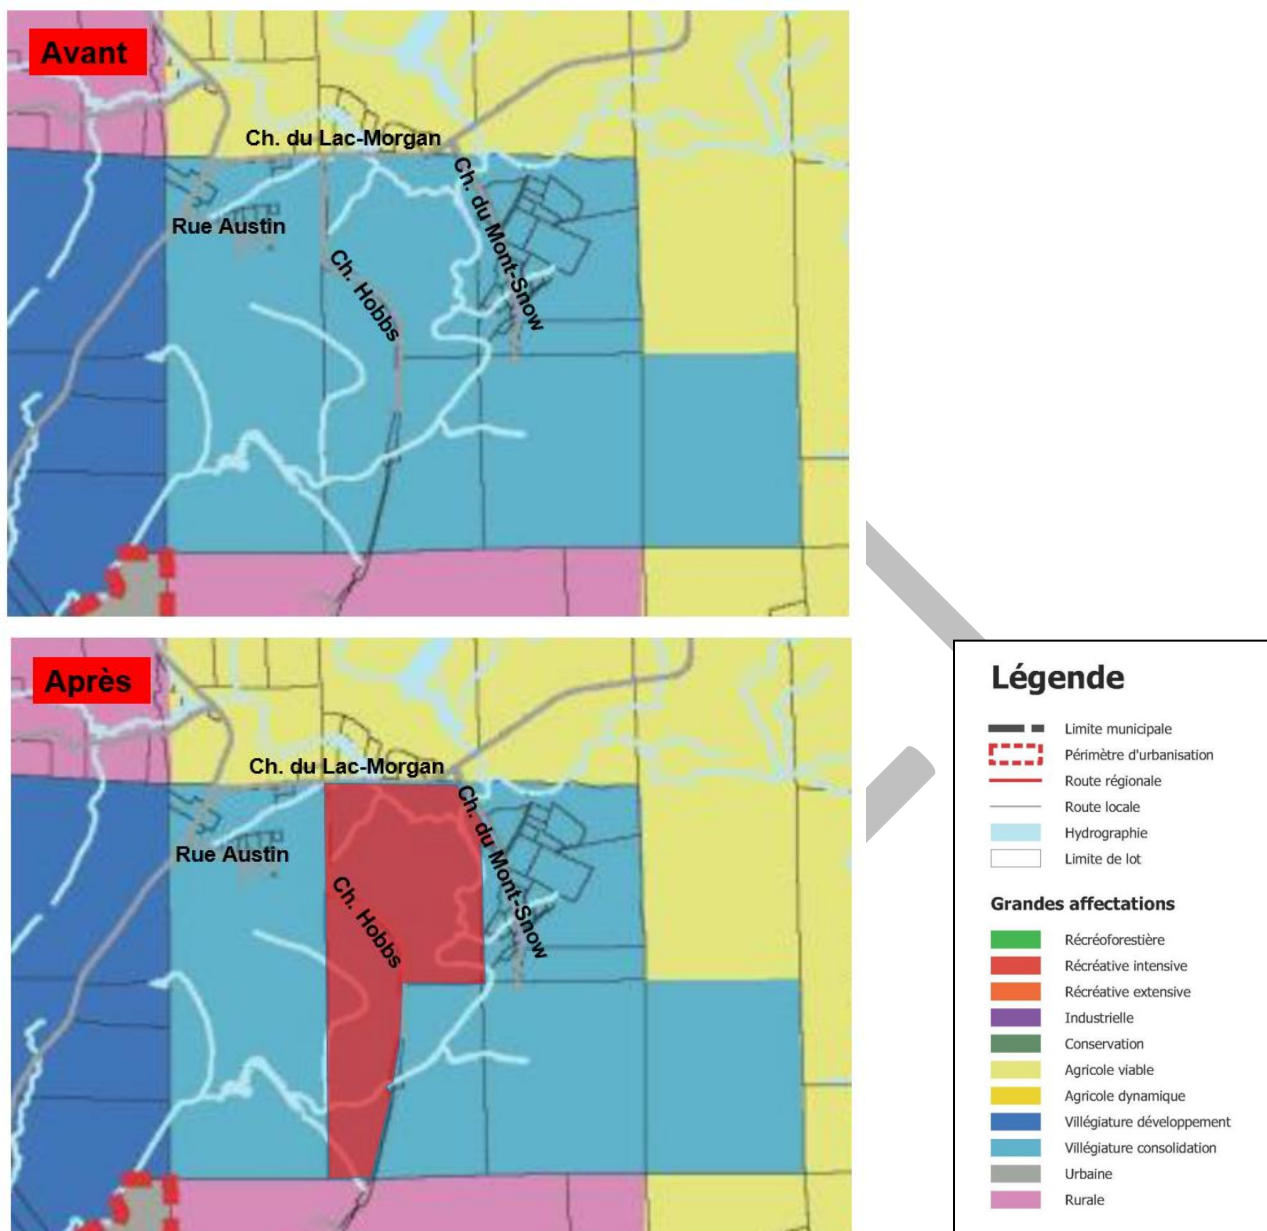 Avant
Ch. du Lac-Morgan
Ch. du Mont-Snow
Rue Austin
Ch. Hobbs
Après
Ch. du Lac-Morgan
Ch. du Mont-Snow
Rue Austin
Ch. Hobbs
Légende
Limite municipale
Périmètre d'urbanisation
Route régionale
Route locale
Hydrographie
Limite de lot
Grandes affectations
Récréoforestière
Récréative intensive
Récréative extensive
Industrielle
Conservation
Agricole viable
Agricole dynamique
Villégiature développement
Villégiature consolidation
Urbaine
Rurale